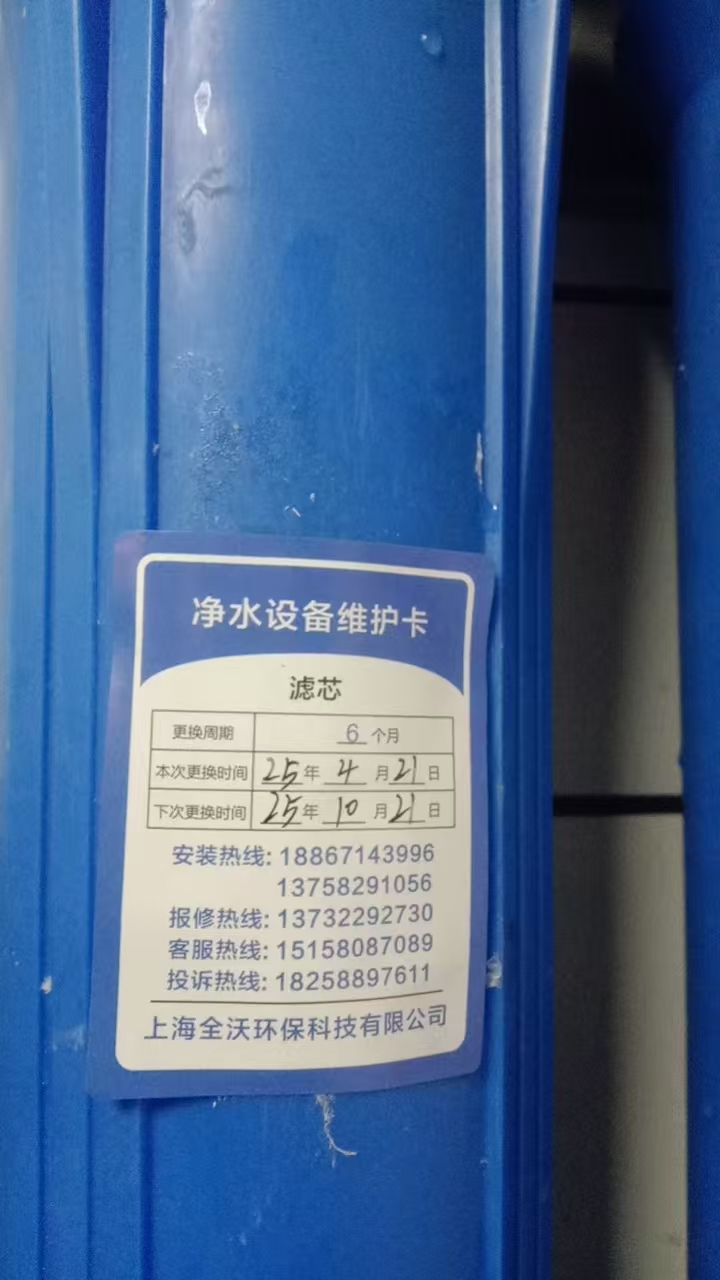 净水设备维护卡
滤芯
更换周期 6 个月
本次更换时间 25 年 4 月 21 日
下次更换时间 25 年 10 月 21 日
安装热线: 18867143996
13758291056
报修热线: 13732292730
客服热线: 15158087089
投诉热线: 18258897611
上海全沃环保科技有限公司